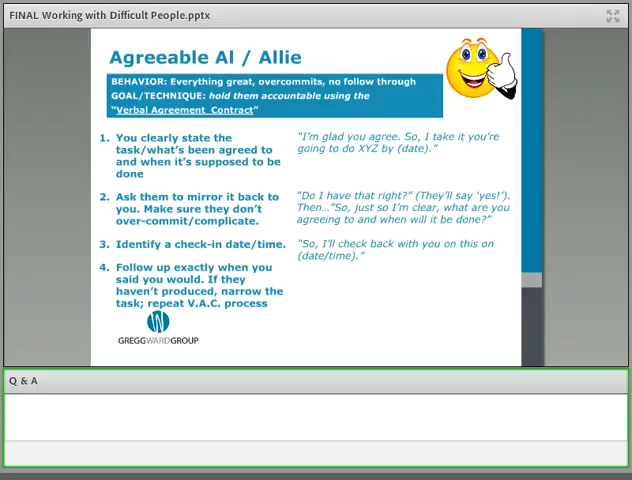 FINAL Working with Difficult People.pptx
Agreeable Al / Allie
BEHAVIOR: Everything great, overcommits, no follow through
GOAL/TECHNIQUE: hold them accountable using the
“Verbal Agreement Contract”
1. You clearly state the
task/what’s been agreed to
and when it’s supposed to be
done
“I’m glad you agree. So, I take it you’re
going to do XYZ by (date).”
2. Ask them to mirror it back to
you. Make sure they don’t
over-commit/complicate.
“Do I have that right?” (They’ll say ‘yes!’).
Then…”So, just so I’m clear, what are you
agreeing to and when will it be done?”
3. Identify a check-in date/time.
“So, I’ll check back with you on this on
(date/time).”
4. Follow up exactly when you
said you would. If they
haven’t produced, narrow the
task; repeat V.A.C. process
GREGGWARDGROUP
Q & A